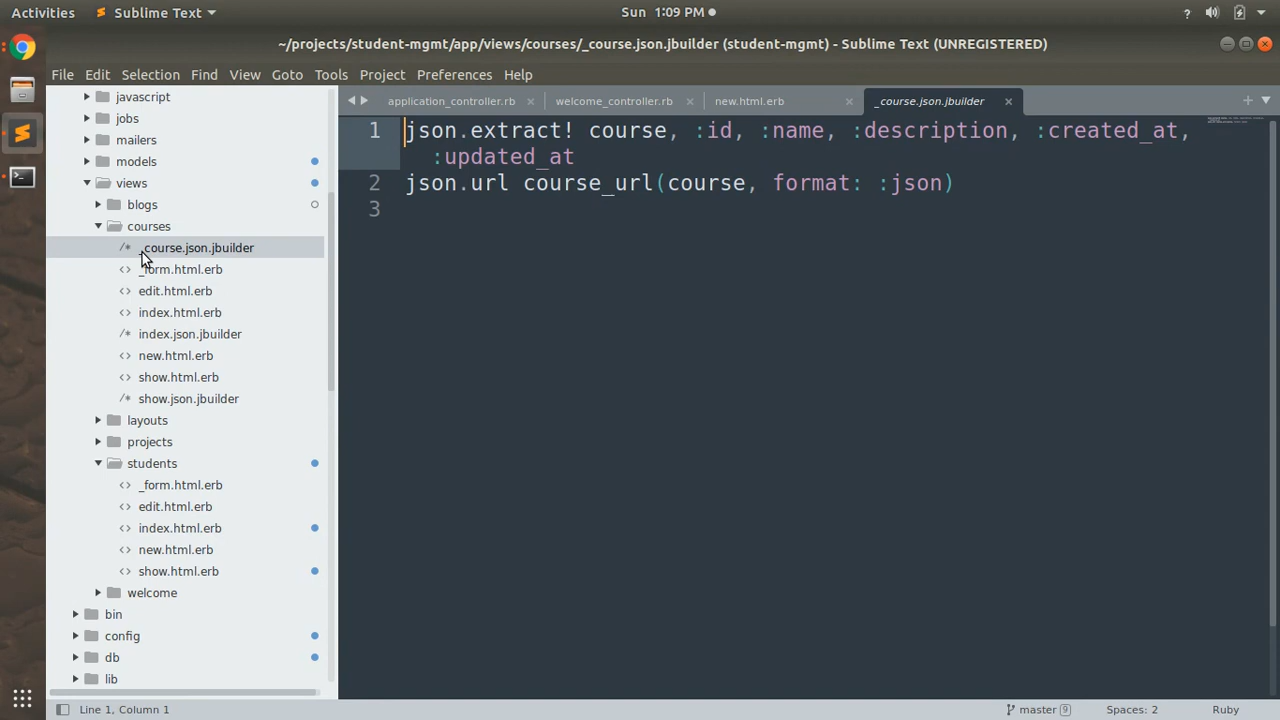 Activities Sublime Text Sun 1:09 PM ?
~/projects/student-mgmt/app/views/courses/_course.json.jbuilder (student-mgmt) - Sublime Text (UNREGISTERED)
File Edit Selection Find View Goto Tools Project Preferences Help
application_controller.rb × welcome_controller.rb × new.html.erb × _course.json.jbuilder × +
javascript
jobs
mailers
models
views
blogs
courses
/* _course.json.jbuilder
<> _form.html.erb
<> edit.html.erb
<> index.html.erb
/* index.json.jbuilder
<> new.html.erb
<> show.html.erb
/* show.json.jbuilder
layouts
projects
students
<> _form.html.erb
<> edit.html.erb
<> index.html.erb
<> new.html.erb
<> show.html.erb
welcome
bin
config
db
lib
1 json.extract! course, :id, :name, :description, :created_at,
:updated_at
2 json.url course_url(course, format: :json)
3
Line 1, Column 1 master 9 Spaces: 2 Ruby